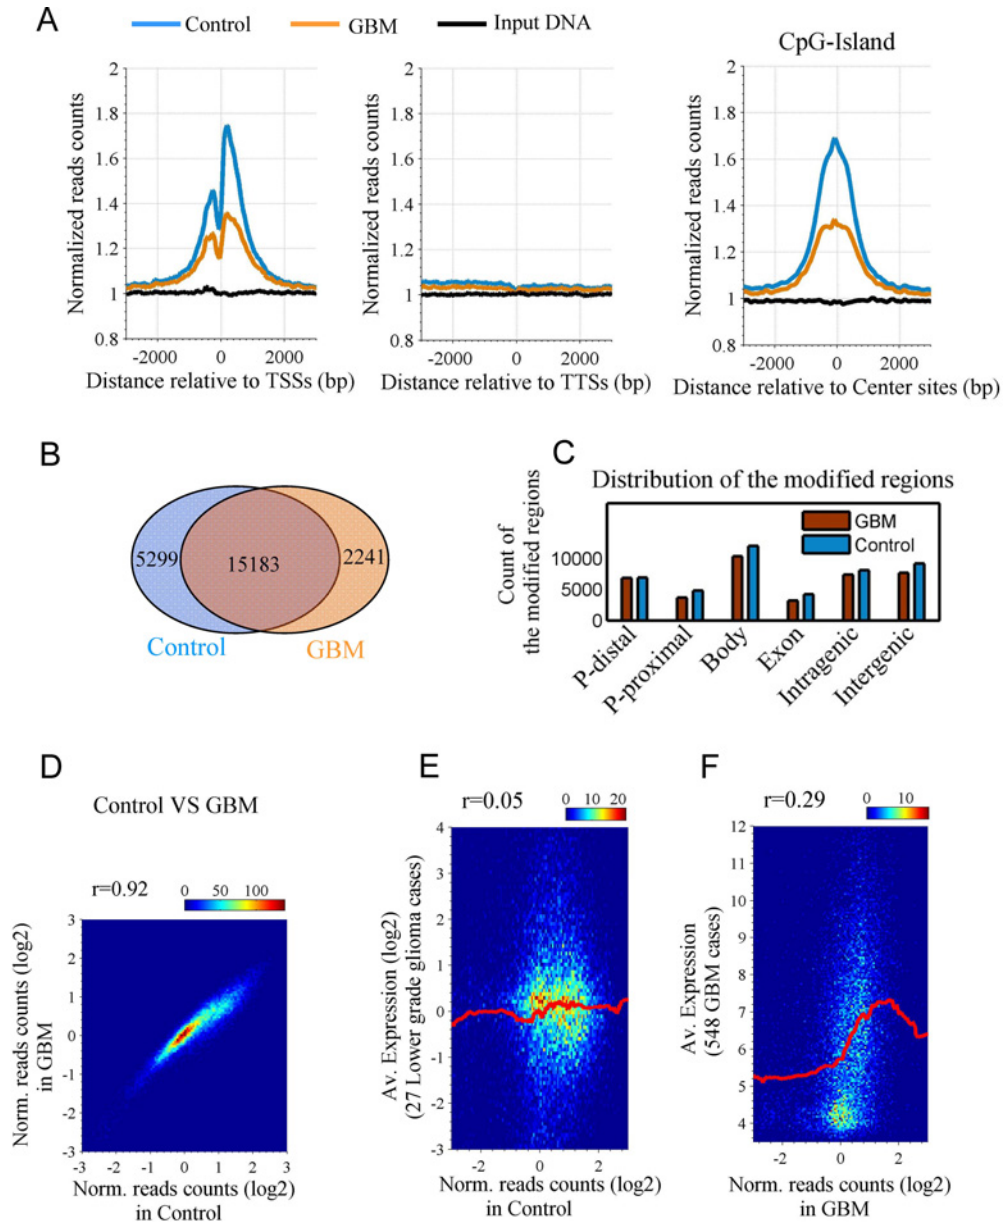 A
Control
GBM
Input DNA
CpG-Island
Normalized reads counts
2
1.8
1.6
1.4
1.2
1
0.8
-2000
0
2000
Distance relative to TSSs (bp)
Normalized reads counts
2
1.8
1.6
1.4
1.2
1
0.8
-2000
0
2000
Distance relative to TTSs (bp)
Normalized reads counts
2
1.8
1.6
1.4
1.2
1
0.8
-2000
0
2000
Distance relative to Center sites (bp)
B
5299
15183
2241
Control
GBM
C
Distribution of the modified regions
GBM
Control
Count of
the modified regions
10000
5000
0
P-distal
P-proximal
Body
Exon
Intragenic
Intergenic
D
Control VS GBM
r=0.92
0 50 100
Norm. reads counts (log2)
in GBM
3
2
1
0
-1
-2
-3
-3 -2 -1 0 1 2 3
Norm. reads counts (log2)
in Control
E
r=0.05
0 10 20
Av. Expression (log2)
(27 Lower grade glioma cases)
4
3
2
1
0
-1
-2
-3
-2 0 2
Norm. reads counts (log2)
in Control
F
r=0.29
0 10
Av. Expression
(548 GBM cases)
12
11
10
9
8
7
6
5
4
-2 0 2
Norm. reads counts (log2)
in GBM